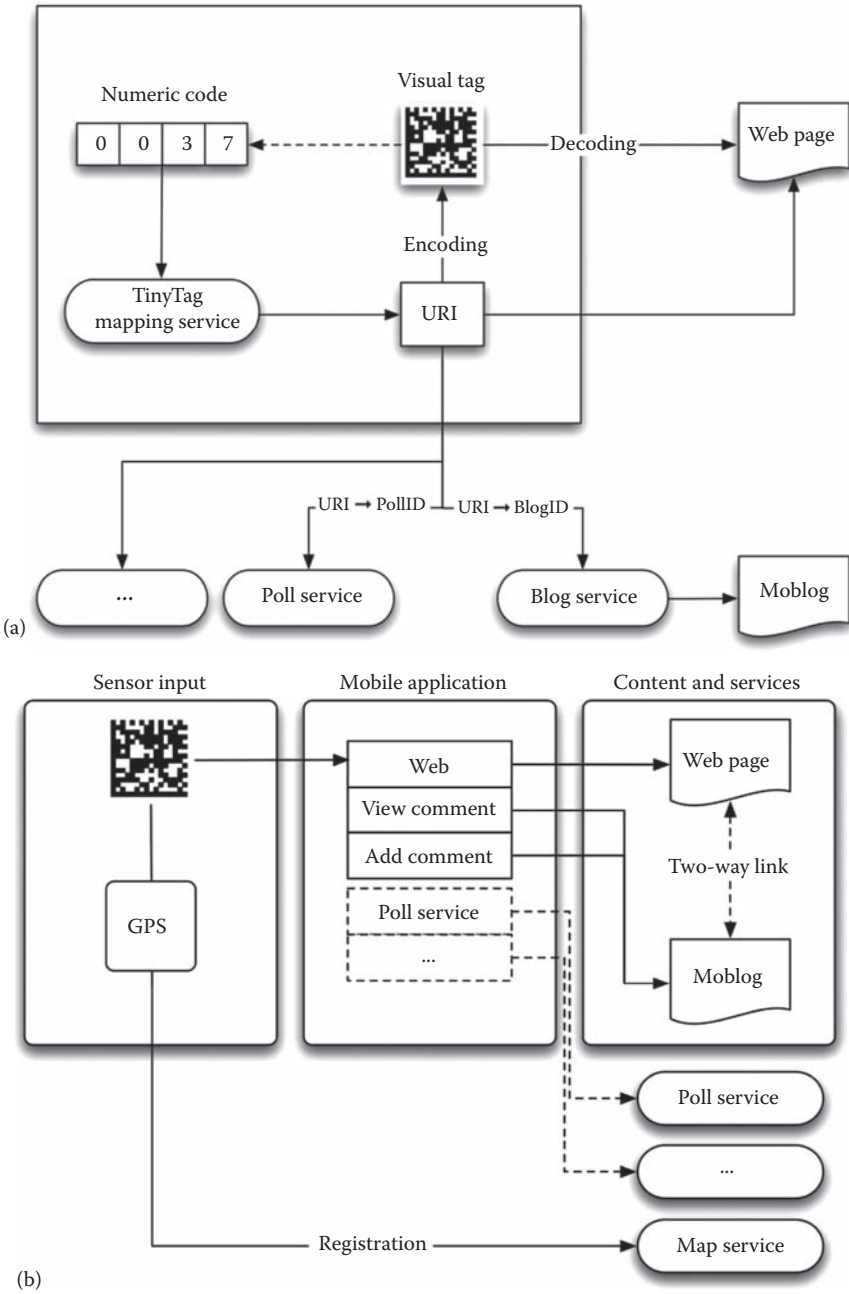 Numeric code
Visual tag
0 0 3 7
Decoding
Web page
Encoding
TinyTag
mapping service
URI
URI → PollID
URI → BlogID
...
Poll service
Blog service
Moblog
(a)
Sensor input
Mobile application
Content and services
Web
Web page
View comment
Add comment
Two-way link
Poll service
GPS
...
Moblog
Poll service
...
Registration
Map service
(b)